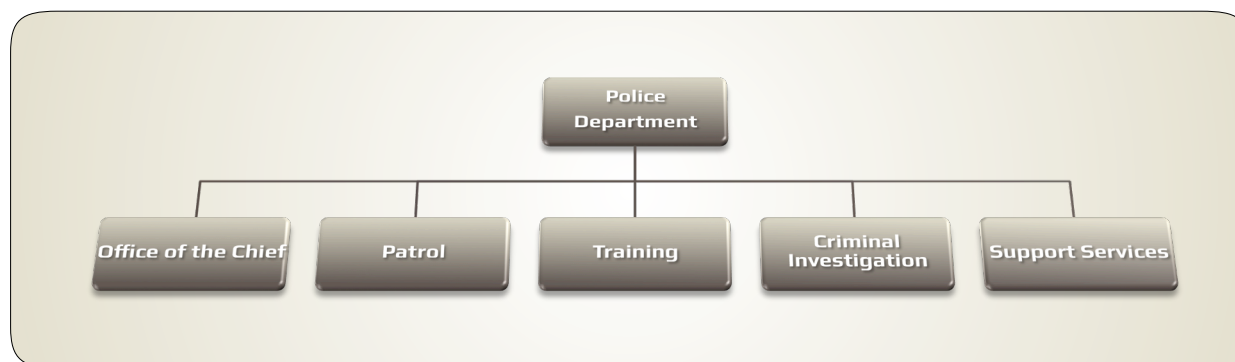 Police
Department
Office of the Chief
Patrol
Training
Criminal
Investigation
Support Services